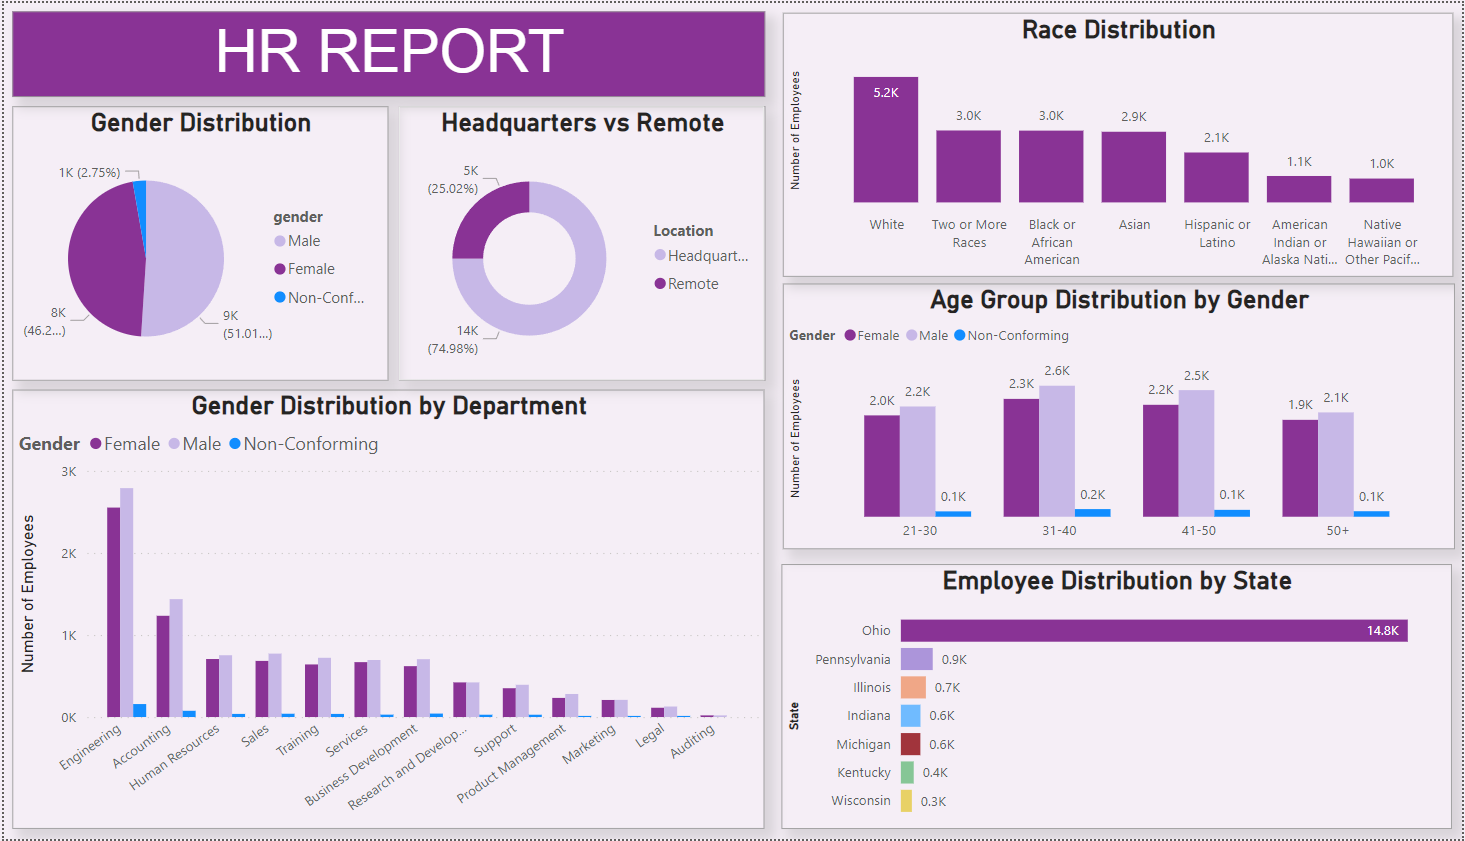 HR REPORT
Gender Distribution
1K (2.75%)
8K
(46.2...)
9K
(51.01...)
gender
Male
Female
Non-Conf...
Headquarters vs Remote
5K
(25.02%)
14K
(74.98%)
Location
Headquart...
Remote
Gender Distribution by Department
Gender Female Male Non-Conforming
Number of Employees
3K
2K
1K
0K
Engineering
Accounting
Human Resources
Sales
Training
Services
Business Development
Research and Develop...
Support
Product Management
Marketing
Legal
Auditing
Race Distribution
Number of Employees
5.2K
3.0K
3.0K
2.9K
2.1K
1.1K
1.0K
White
Two or More
Races
Black or
African
American
Asian
Hispanic or
Latino
American
Indian or
Alaska Nati...
Native
Hawaiian or
Other Pacif...
Age Group Distribution by Gender
Gender Female Male Non-Conforming
Number of Employees
2.0K
2.2K
0.1K
2.3K
2.6K
0.2K
2.2K
2.5K
0.1K
1.9K
2.1K
0.1K
21-30
31-40
41-50
50+
Employee Distribution by State
State
Ohio 14.8K
Pennsylvania 0.9K
Illinois 0.7K
Indiana 0.6K
Michigan 0.6K
Kentucky 0.4K
Wisconsin 0.3K